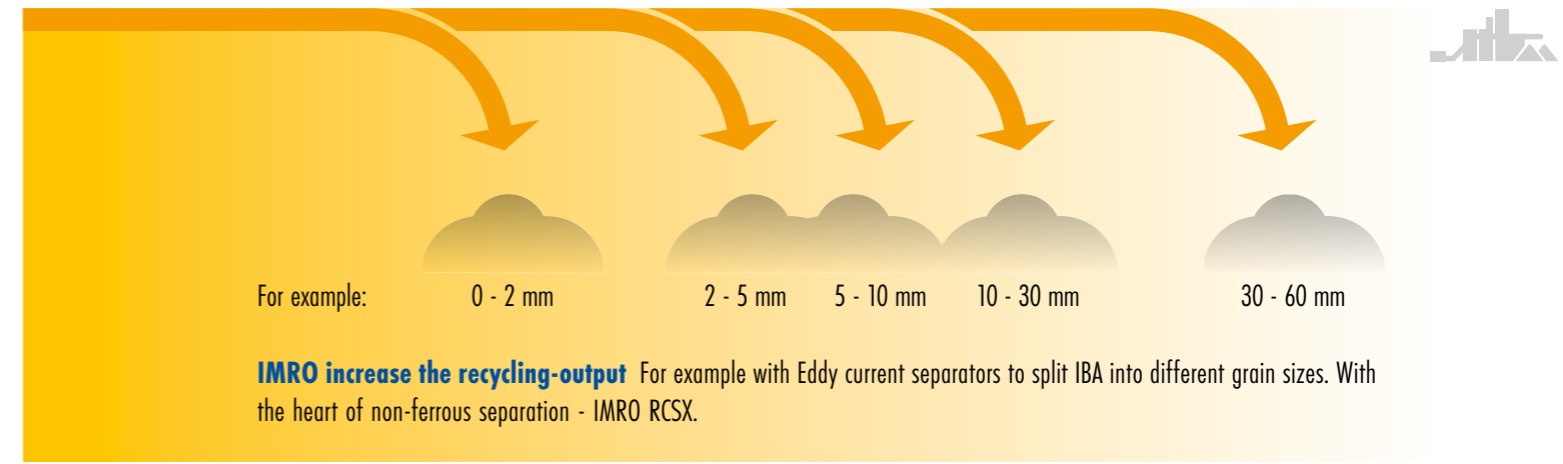 For example: 0 - 2 mm 2 - 5 mm 5 - 10 mm 10 - 30 mm 30 - 60 mm
IMRO increase the recycling-output For example with Eddy current separators to split IBA into different grain sizes. With
the heart of non-ferrous separation - IMRO RCSX.